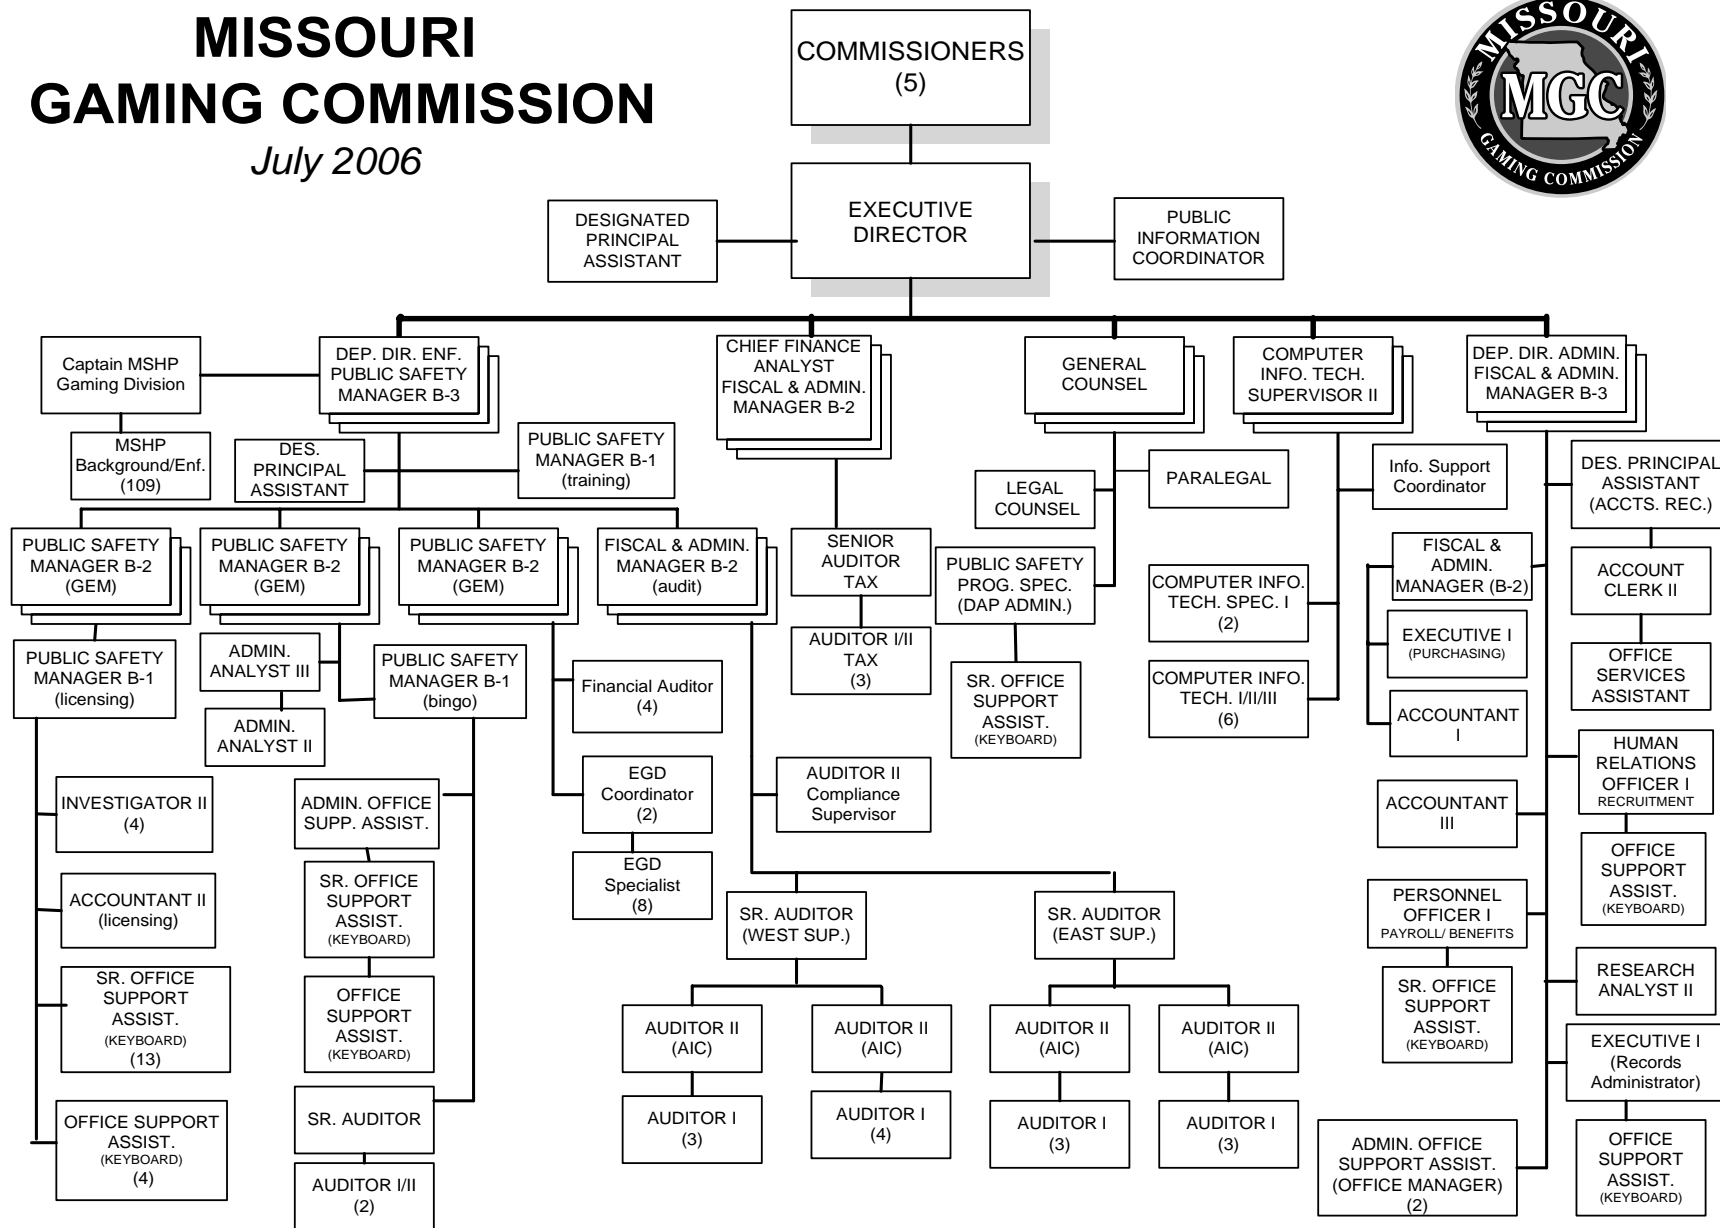 MISSOURI
GAMING COMMISSION
July 2006
COMMISSIONERS
(5)
MISSOURI
MGC
GAMING COMMISSION
EXECUTIVE
DIRECTOR
DESIGNATED
PRINCIPAL
ASSISTANT
PUBLIC
INFORMATION
COORDINATOR
Captain MSHP
Gaming Division
DEP. DIR. ENF.
PUBLIC SAFETY
MANAGER B-3
CHIEF FINANCE
ANALYST
FISCAL & ADMIN.
MANAGER B-2
GENERAL
COUNSEL
COMPUTER
INFO. TECH.
SUPERVISOR II
DEP. DIR. ADMIN.
FISCAL & ADMIN.
MANAGER B-3
MSHP
Background/Enf.
(109)
DES.
PRINCIPAL
ASSISTANT
PUBLIC SAFETY
MANAGER B-1
(training)
LEGAL
COUNSEL
PARALEGAL
Info. Support
Coordinator
DES. PRINCIPAL
ASSISTANT
(ACCTS. REC.)
PUBLIC SAFETY
MANAGER B-2
(GEM)
PUBLIC SAFETY
MANAGER B-2
(GEM)
PUBLIC SAFETY
MANAGER B-2
(GEM)
FISCAL & ADMIN.
MANAGER B-2
(audit)
SENIOR
AUDITOR
TAX
PUBLIC SAFETY
PROG. SPEC.
(DAP ADMIN.)
COMPUTER INFO.
TECH. SPEC. I
(2)
FISCAL &
ADMIN.
MANAGER (B-2)
ACCOUNT
CLERK II
PUBLIC SAFETY
MANAGER B-1
(licensing)
ADMIN.
ANALYST III
PUBLIC SAFETY
MANAGER B-1
(bingo)
Financial Auditor
(4)
AUDITOR I/II
TAX
(3)
SR. OFFICE
SUPPORT
ASSIST.
(KEYBOARD)
COMPUTER INFO.
TECH. I/II/III
(6)
EXECUTIVE I
(PURCHASING)
OFFICE
SERVICES
ASSISTANT
ADMIN.
ANALYST II
ACCOUNTANT
I
HUMAN
RELATIONS
OFFICER I
RECRUITMENT
INVESTIGATOR II
(4)
ADMIN. OFFICE
SUPP. ASSIST.
EGD
Coordinator
(2)
AUDITOR II
Compliance
Supervisor
ACCOUNTANT
III
OFFICE
SUPPORT
ASSIST.
(KEYBOARD)
ACCOUNTANT II
(licensing)
SR. OFFICE
SUPPORT
ASSIST.
(KEYBOARD)
EGD
Specialist
(8)
SR. AUDITOR
(WEST SUP.)
SR. AUDITOR
(EAST SUP.)
PERSONNEL
OFFICER I
PAYROLL/ BENEFITS
SR. OFFICE
SUPPORT
ASSIST.
(KEYBOARD)
(13)
OFFICE
SUPPORT
ASSIST.
(KEYBOARD)
AUDITOR II
(AIC)
AUDITOR II
(AIC)
AUDITOR II
(AIC)
AUDITOR II
(AIC)
SR. OFFICE
SUPPORT
ASSIST.
(KEYBOARD)
RESEARCH
ANALYST II
EXECUTIVE I
(Records
Administrator)
OFFICE SUPPORT
ASSIST.
(KEYBOARD)
(4)
SR. AUDITOR
AUDITOR I
(3)
AUDITOR I
(4)
AUDITOR I
(3)
AUDITOR I
(3)
ADMIN. OFFICE
SUPPORT ASSIST.
(OFFICE MANAGER)
(2)
OFFICE
SUPPORT
ASSIST.
(KEYBOARD)
AUDITOR I/II
(2)